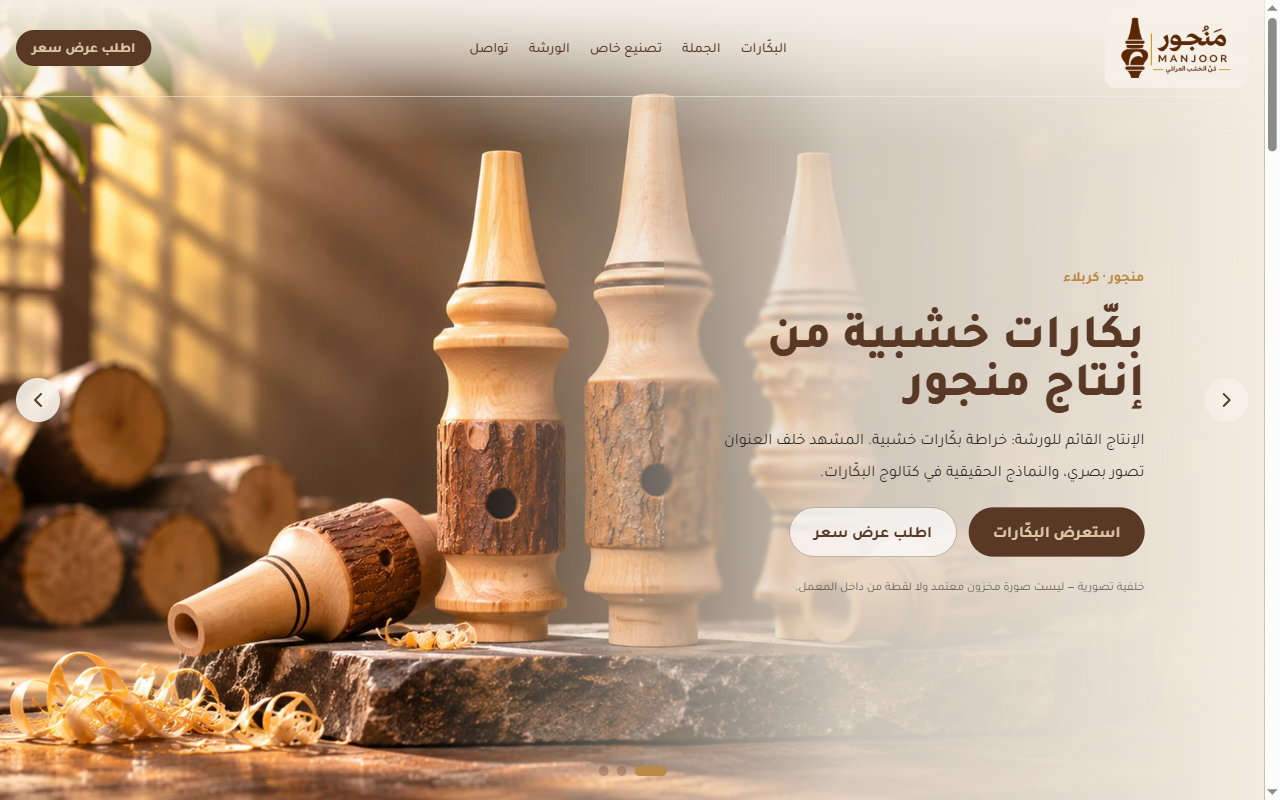 مَنْجور
MANJOOR
فنّ الخشب العراقي
البكّارات
الجملة
تصنيع خاص
الورشة
تواصل
اطلب عرض سعر
منجور · كربلاء
بكّارات خشبية من
إنتاج منجور
الإنتاج القائم للورشة: خراطة بكّارات خشبية. المشهد خلف العنوان
تصور بصري، والنماذج الحقيقية في كتالوج البكّارات.
استعرض البكّارات
اطلب عرض سعر
خلفية تصورية — ليست صورة مخزون معتمد ولا لقطة من داخل المعمل.